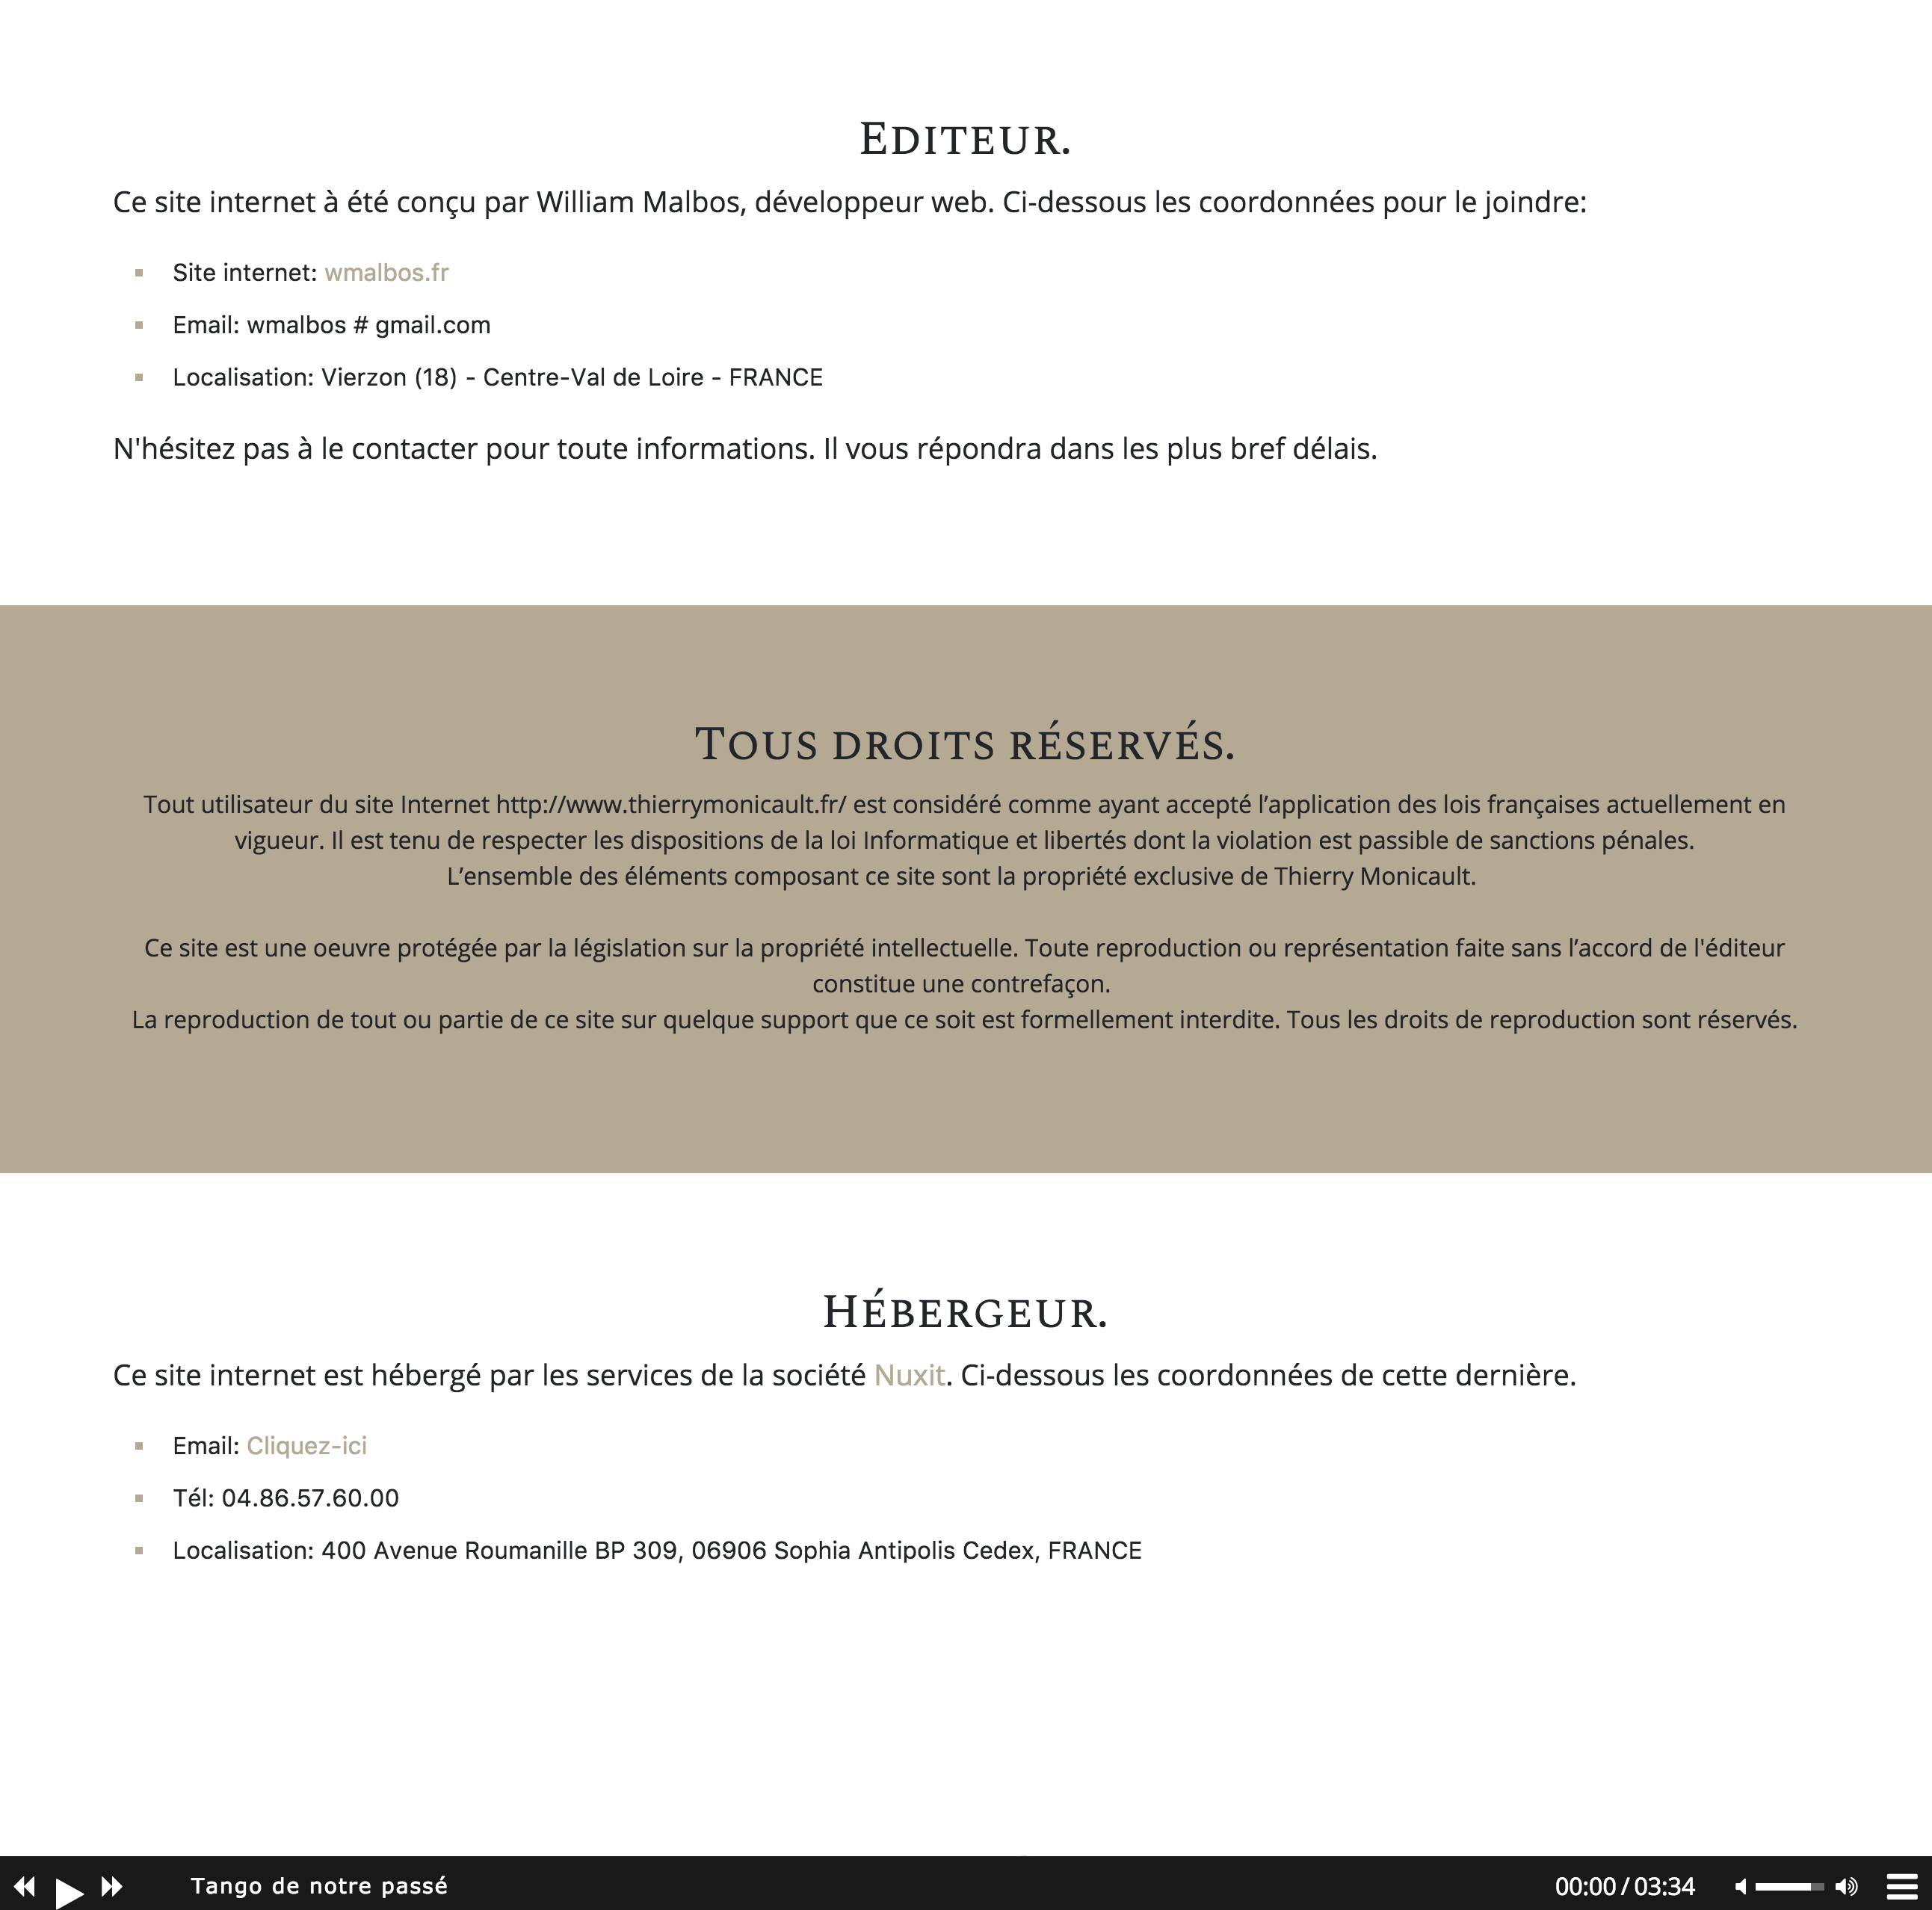 Editeur.
Ce site internet à été conçu par William Malbos, développeur web. Ci-dessous les coordonnées pour le joindre:
Site internet: wmalbos.fr
Email: wmalbos # gmail.com
Localisation: Vierzon (18) - Centre-Val de Loire - FRANCE
N'hésitez pas à le contacter pour toute informations. Il vous répondra dans les plus bref délais.
Tous droits réservés.
Tout utilisateur du site Internet http://www.thierrymonicault.fr/ est considéré comme ayant accepté l’application des lois françaises actuellement en
vigueur. Il est tenu de respecter les dispositions de la loi Informatique et libertés dont la violation est passible de sanctions pénales.
L’ensemble des éléments composant ce site sont la propriété exclusive de Thierry Monicault.
Ce site est une oeuvre protégée par la législation sur la propriété intellectuelle. Toute reproduction ou représentation faite sans l’accord de l'éditeur
constitue une contrefaçon.
La reproduction de tout ou partie de ce site sur quelque support que ce soit est formellement interdite. Tous les droits de reproduction sont réservés.
Hébergeur.
Ce site internet est hébergé par les services de la société Nuxit. Ci-dessous les coordonnées de cette dernière.
Email: Cliquez-ici
Tél: 04.86.57.60.00
Localisation: 400 Avenue Roumanille BP 309, 06906 Sophia Antipolis Cedex, FRANCE
Tango de notre passé
00:00 / 03:34